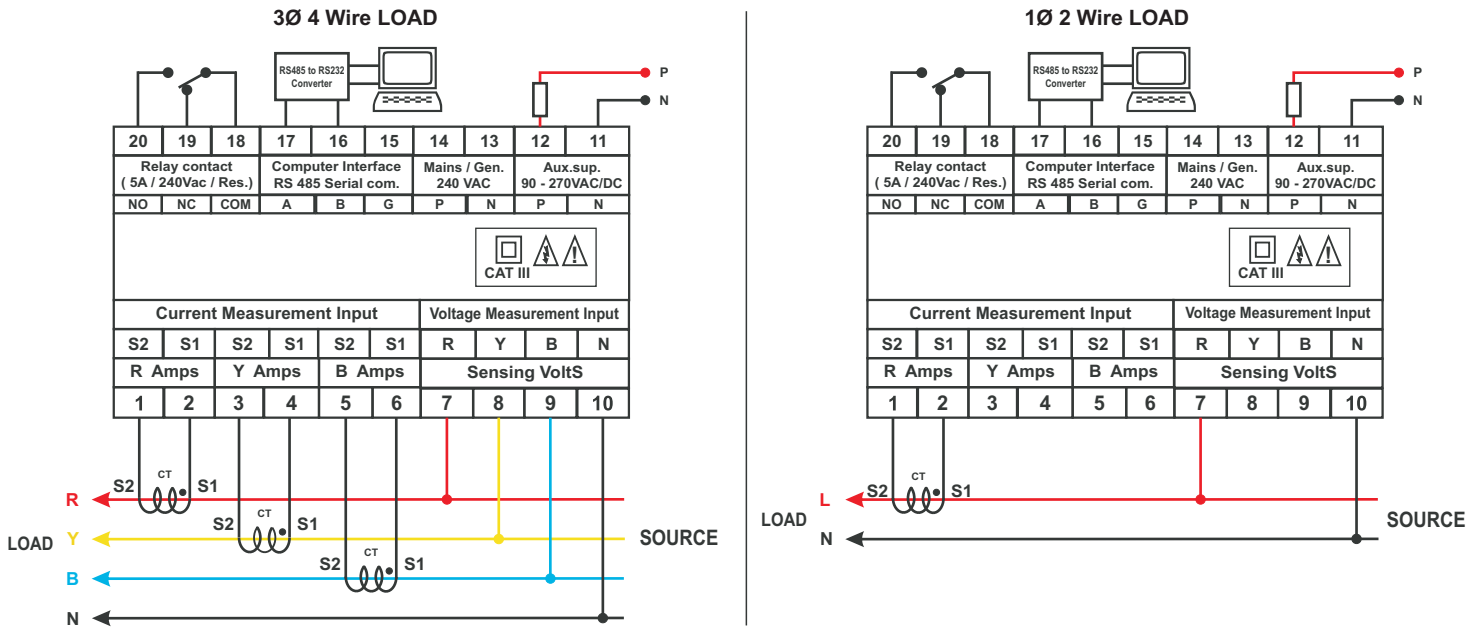 3Ø 4 Wire LOAD
RS485 to RS232
Converter
P
N
20 19 18 17 16 15 14 13 12 11
Relay contact Computer Interface Mains / Gen. Aux.sup.
( 5A / 240Vac / Res.) RS 485 Serial com. 240 VAC 90 - 270VAC/DC
NO NC COM A B G P N P N
CAT III
Current Measurement Input Voltage Measurement Input
S2 S1 S2 S1 S2 S1 R Y B N
R Amps Y Amps B Amps Sensing VoltS
1 2 3 4 5 6 7 8 9 10
CT
S2 S1
R
CT
S2 S1
LOAD Y SOURCE
CT
S2 S1
B
N
1Ø 2 Wire LOAD
RS485 to RS232
Converter
P
N
20 19 18 17 16 15 14 13 12 11
Relay contact Computer Interface Mains / Gen. Aux.sup.
( 5A / 240Vac / Res.) RS 485 Serial com. 240 VAC 90 - 270VAC/DC
NO NC COM A B G P N P N
CAT III
Current Measurement Input Voltage Measurement Input
S2 S1 S2 S1 S2 S1 R Y B N
R Amps Y Amps B Amps Sensing VoltS
1 2 3 4 5 6 7 8 9 10
CT
S2 S1
L
LOAD SOURCE
N